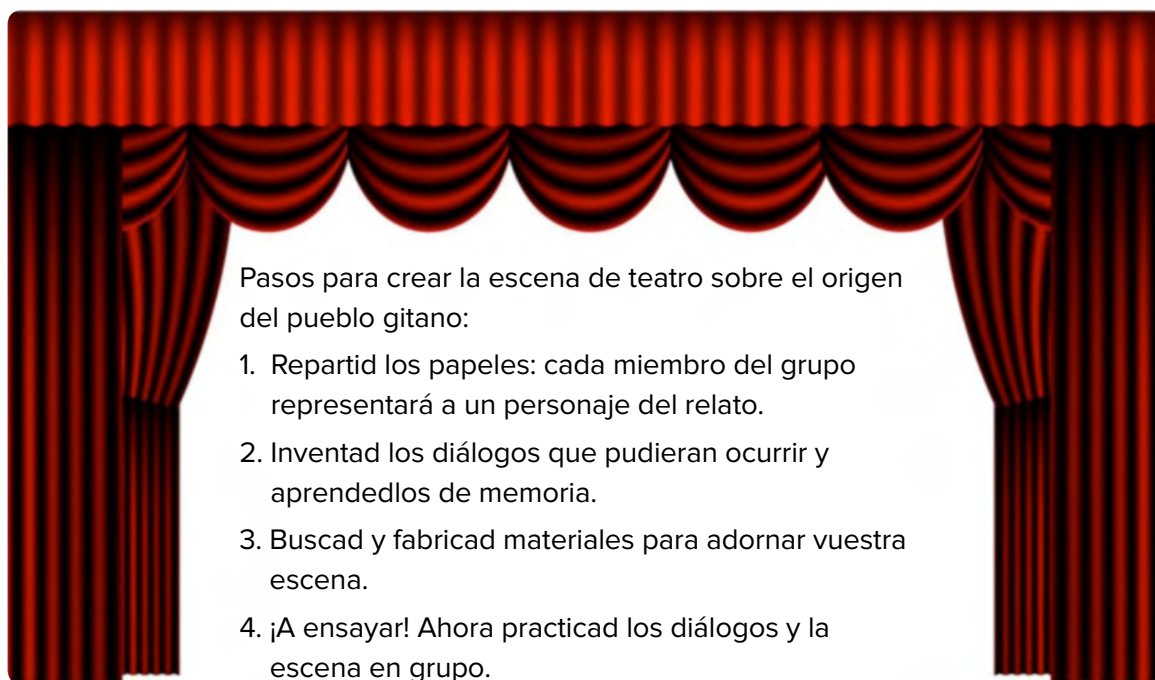 Pasos para crear la escena de teatro sobre el origen
del pueblo gitano:
1. Repartid los papeles: cada miembro del grupo
representará a un personaje del relato.
2. Inventad los diálogos que pudieran ocurrir y
aprendedlos de memoria.
3. Buscad y fabricad materiales para adornar vuestra
escena.
4. ¡A ensayar! Ahora practicad los diálogos y la
escena en grupo.